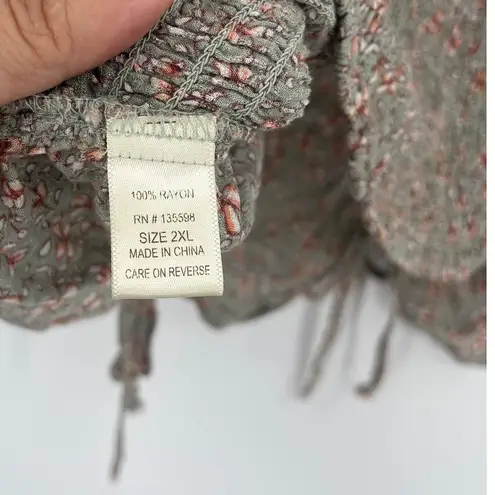 100% RAYON
RN # 135598
SIZE 2XL
MADE IN CHINA
CARE ON REVERSE